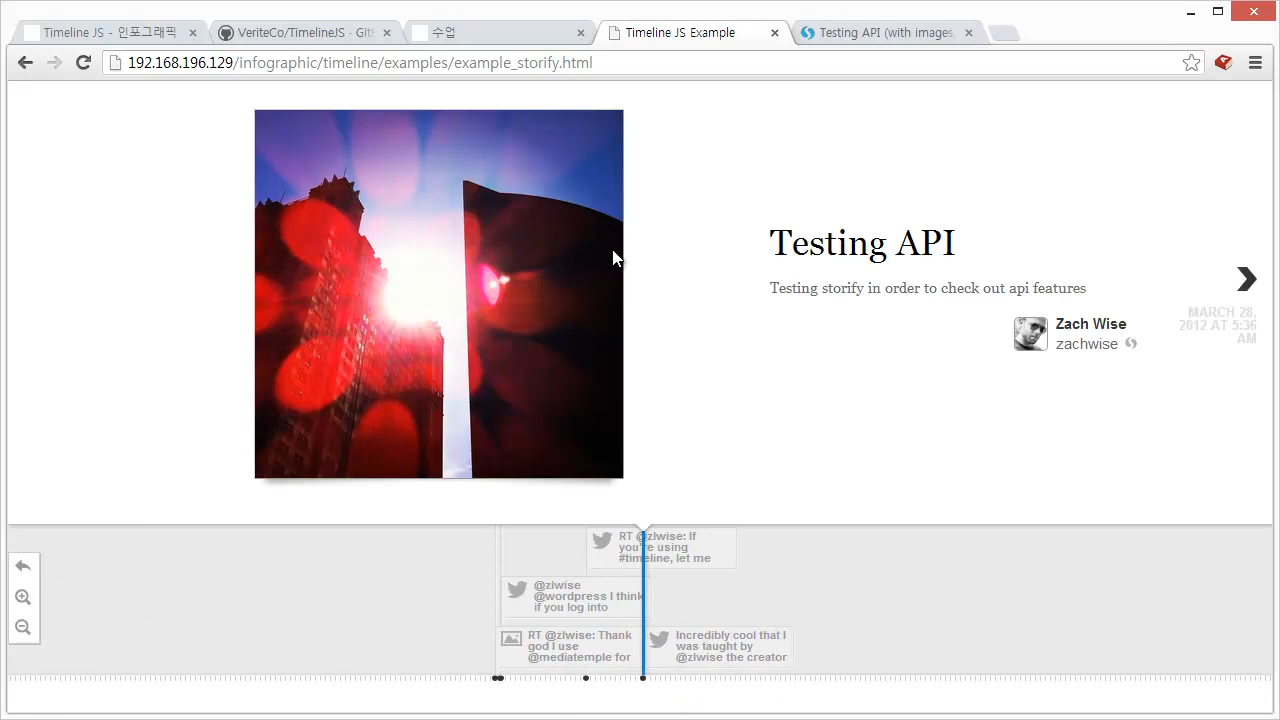 Timeline JS - 인포그래픽
VeriteCo/TimelineJS · Gitl
수업
Timeline JS Example
Testing API (with images,
192.168.196.129/infographic/timeline/examples/example_storify.html
Testing API
Testing storify in order to check out api features
Zach Wise
zachwise
MARCH 28,
2012 AT 5:36
AM
RT @zlwise: If
you're using
#timeline, let me
@zlwise
@wordpress I think
if you log into
RT @zlwise: Thank
god I use
@mediatemple for
Incredibly cool that I
was taught by
@zlwise the creator